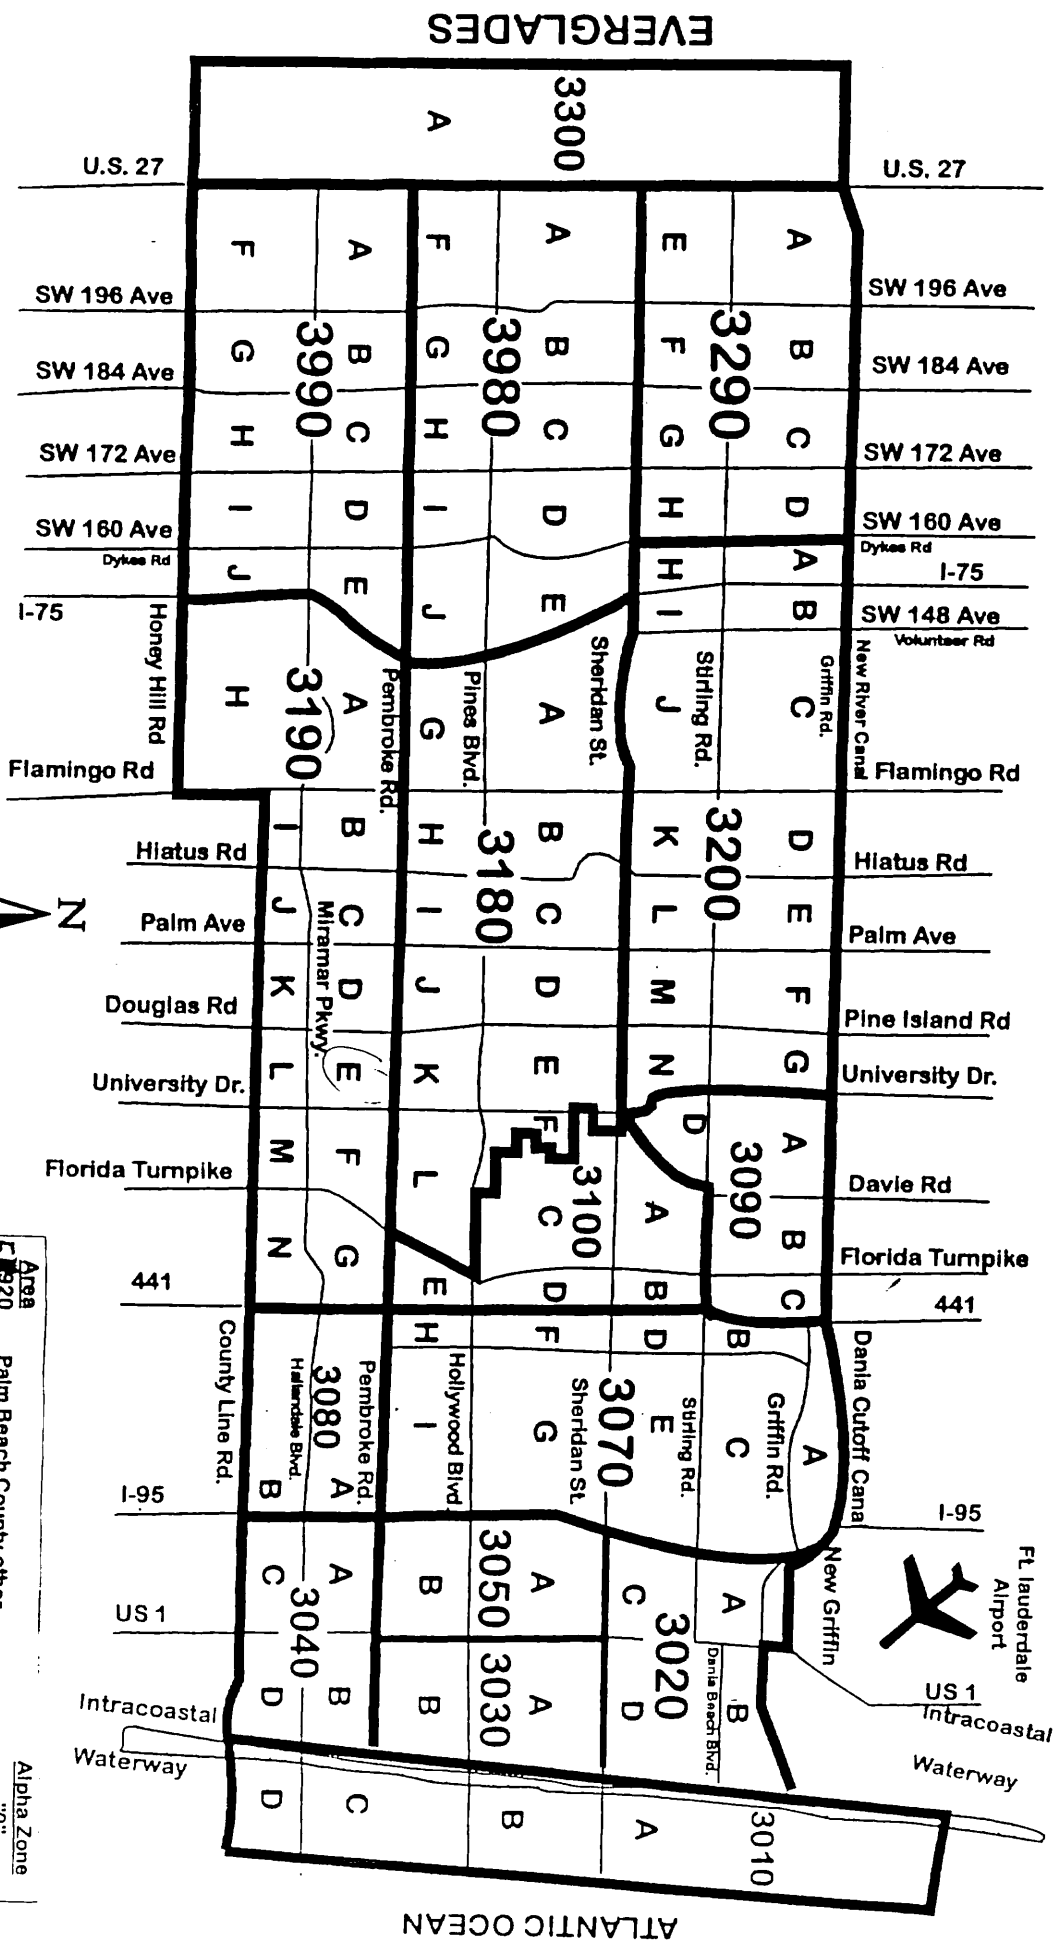 EVERGLADES
3300
A
U.S. 27
U.S. 27
F
A
F
A
E
A
SW 196 Ave
SW 196 Ave
G
3990
B
G
3980
B
F
3290
B
SW 184 Ave
SW 184 Ave
H
C
H
C
G
C
SW 172 Ave
SW 172 Ave
I
D
I
D
H
D
SW 160 Ave
Dykes Rd
SW 160 Ave
Dykes Rd
J
E
J
E
H
A
I-75
I-75
I
B
SW 148 Ave
Volunteer Rd
Honey Hill Rd
Pembroke Rd.
Pines Blvd.
Sheridan St.
Stirling Rd.
Griffin Rd.
New River Canal
H
3190
A
G
A
J
C
Flamingo Rd
Flamingo Rd
I
B
H
3180
B
K
3200
D
Hiatus Rd
Hiatus Rd
J
Miramar Pkwy.
C
I
C
L
E
Palm Ave
Palm Ave
N
K
D
J
D
M
F
Douglas Rd
Pine Island Rd
L
E
K
E
N
G
University Dr.
University Dr.
M
F
L
F
3100
D
3090
A
Florida Turnpike
Davie Rd
C
A
B
N
G
E
D
B
C
Florida Turnpike
441
441
H
F
D
B
County Line Rd.
Hallandale Blvd.
3080
Pembroke Rd.
Hollywood Blvd.
Sheridan St.
3070
Stirling Rd.
Griffin Rd.
Dania Cutoff Canal
B
A
I
G
E
C
A
I-95
I-95
New Griffin
Ft. lauderdale
Airport
C
3040
A
B
3050
A
C
3020
A
US 1
US 1
D
B
B
3030
A
D
Dania Beach Blvd.
B
Intracoastal
Waterway
Intracoastal
Waterway
D
C
B
A
3010
ATLANTIC OCEAN
Area
920
Palm Beach County other
Alpha Zone